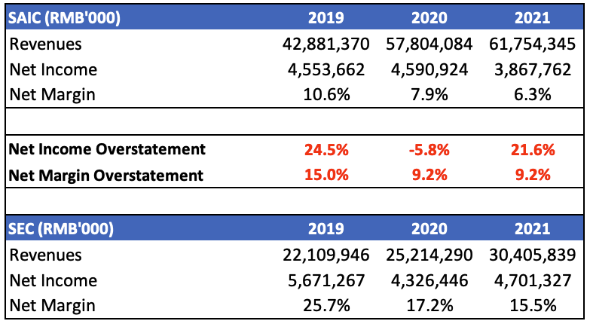 SAIC (RMB'000) 2019 2020 2021
Revenues 42,881,370 57,804,084 61,754,345
Net Income 4,553,662 4,590,924 3,867,762
Net Margin 10.6% 7.9% 6.3%
Net Income Overstatement 24.5% -5.8% 21.6%
Net Margin Overstatement 15.0% 9.2% 9.2%
SEC (RMB'000) 2019 2020 2021
Revenues 22,109,946 25,214,290 30,405,839
Net Income 5,671,267 4,326,446 4,701,327
Net Margin 25.7% 17.2% 15.5%